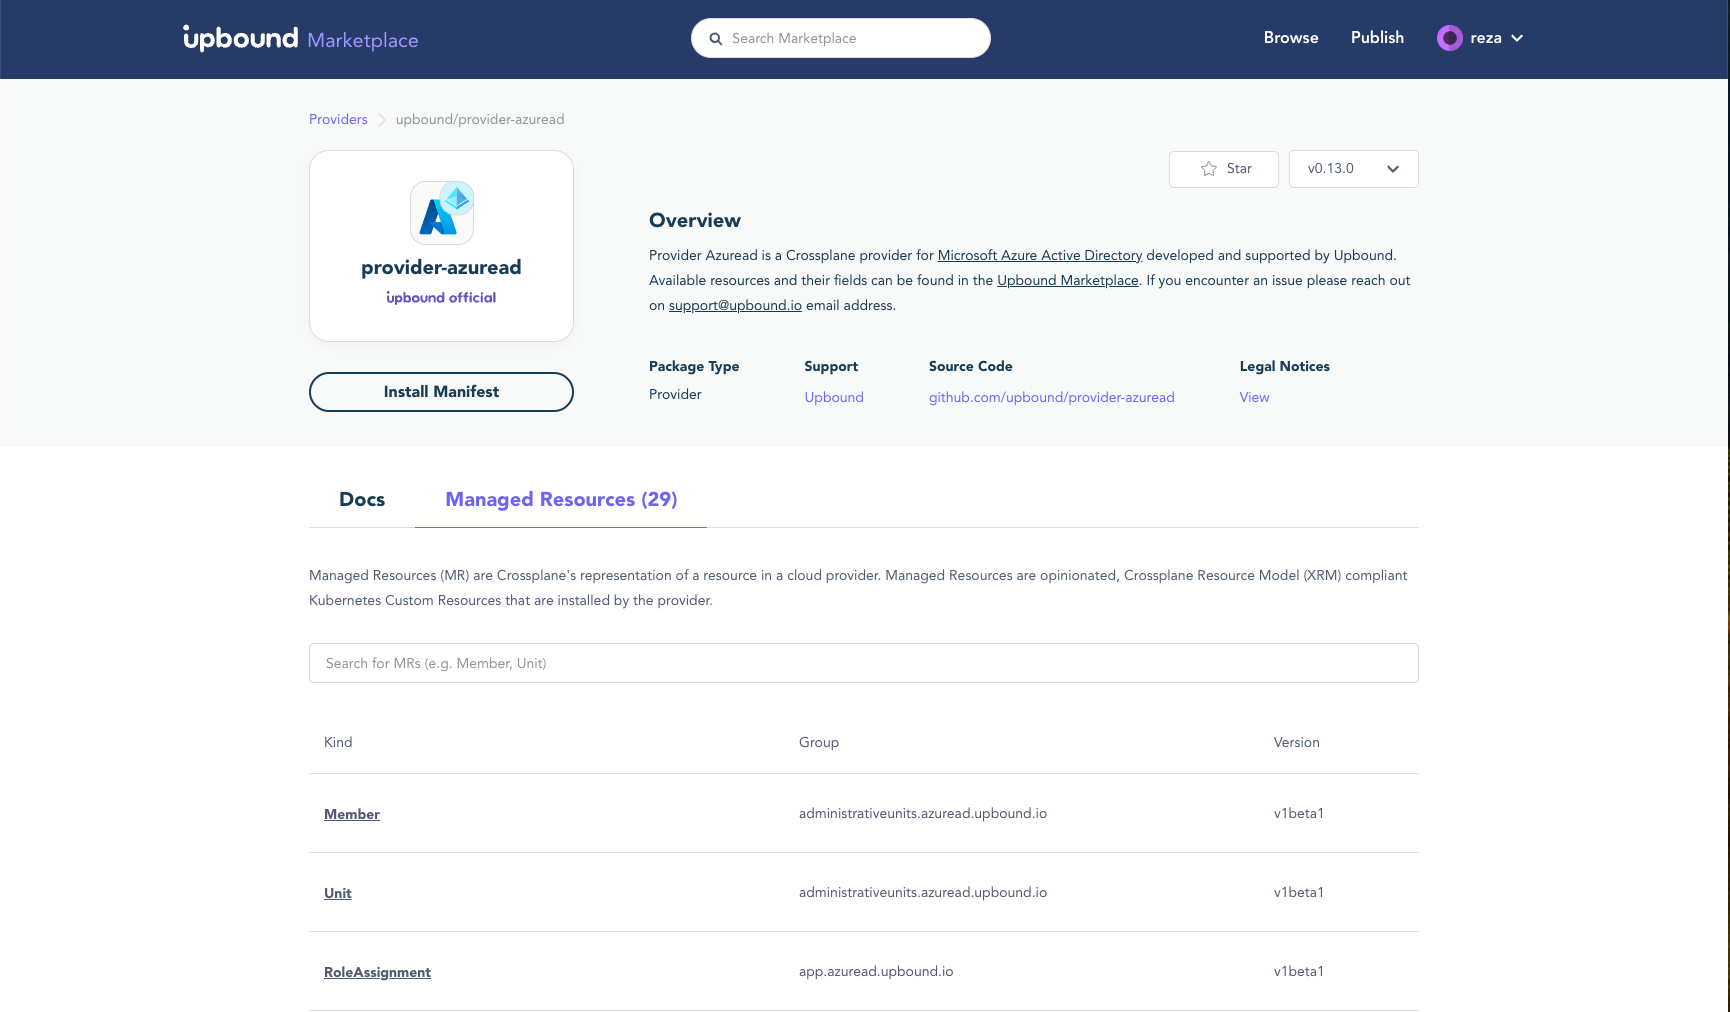 upbound Marketplace
Search Marketplace
Browse
Publish
reza
Providers
upbound/provider-azuread
provider-azuread
upbound official
Install Manifest
Star
v0.13.0
Overview
Provider Azuread is a Crossplane provider for Microsoft Azure Active Directory developed and supported by Upbound.
Available resources and their fields can be found in the Upbound Marketplace. If you encounter an issue please reach out
on support@upbound.io email address.
Package Type
Provider
Support
Upbound
Source Code
github.com/upbound/provider-azuread
Legal Notices
View
Docs
Managed Resources (29)
Managed Resources (MR) are Crossplane's representation of a resource in a cloud provider. Managed Resources are opinionated, Crossplane Resource Model (XRM) compliant
Kubernetes Custom Resources that are installed by the provider.
Search for MRs (e.g. Member, Unit)
Kind Group Version
Member administrativeunits.azuread.upbound.io v1beta1
Unit administrativeunits.azuread.upbound.io v1beta1
RoleAssignment app.azuread.upbound.io v1beta1